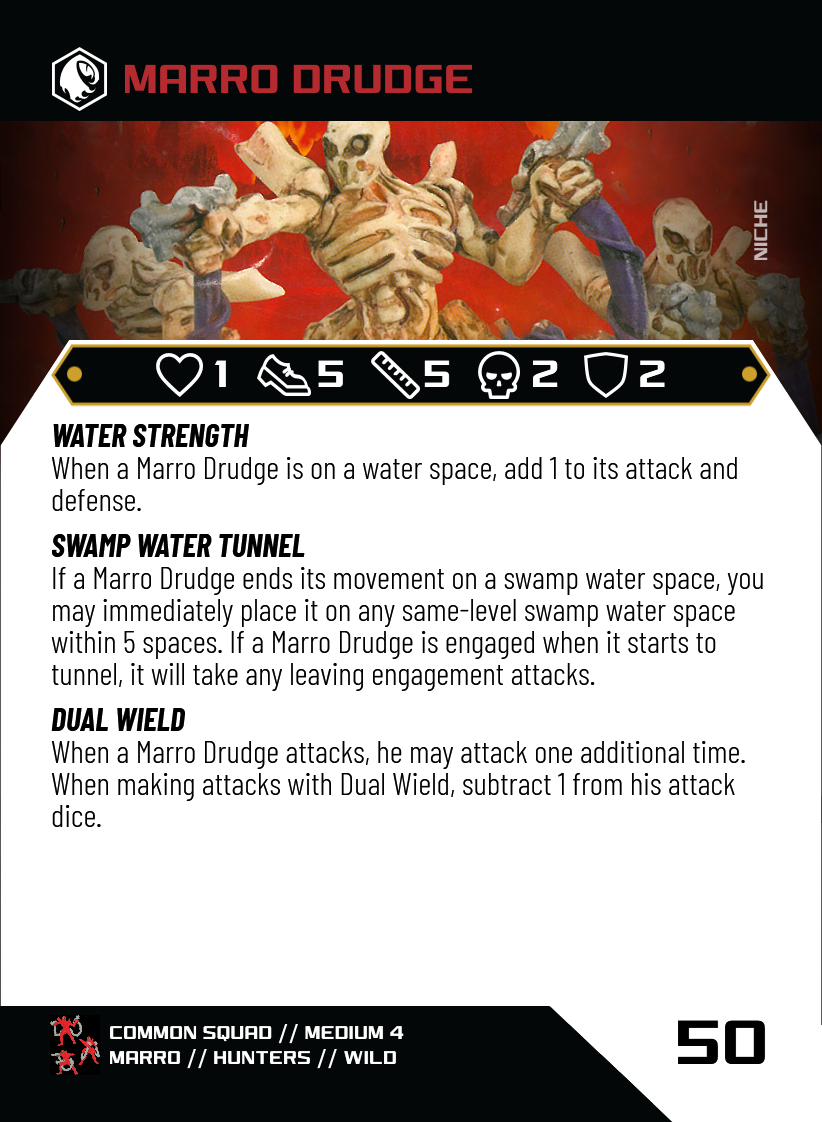 MARRO DRUDGE
NICHE
1 5 5 2 2
WATER STRENGTH
When a Marro Drudge is on a water space, add 1 to its attack and
defense.
SWAMP WATER TUNNEL
If a Marro Drudge ends its movement on a swamp water space, you
may immediately place it on any same-level swamp water space
within 5 spaces. If a Marro Drudge is engaged when it starts to
tunnel, it will take any leaving engagement attacks.
DUAL WIELD
When a Marro Drudge attacks, he may attack one additional time.
When making attacks with Dual Wield, subtract 1 from his attack
dice.
COMMON SQUAD // MEDIUM 4
MARRO // HUNTERS // WILD
50